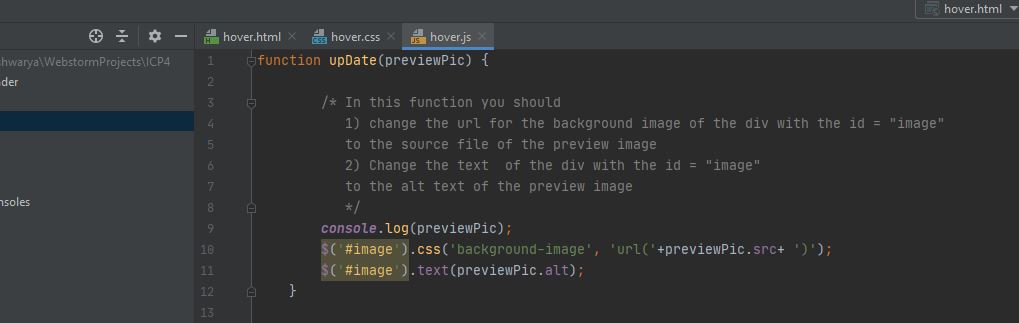 hover.html
hover.html hover.css hover.js
shwarya\WebstormProjects\ICP4
der
nsoles
1 function upDate(previewPic) {
2
3 /* In this function you should
4 1) change the url for the background image of the div with the id = "image"
5 to the source file of the preview image
6 2) Change the text  of the div with the id = "image"
7 to the alt text of the preview image
8 */
9 console.log(previewPic);
10 $('#image').css('background-image', 'url('+previewPic.src+ ')');
11 $('#image').text(previewPic.alt);
12 }
13